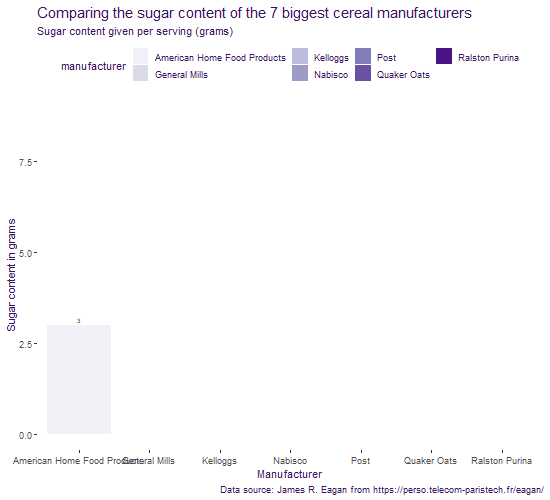 Comparing the sugar content of the 7 biggest cereal manufacturers
Sugar content given per serving (grams)
manufacturer
American Home Food Products Kelloggs Post Ralston Purina
General Mills Nabisco Quaker Oats
7.5
5.0
2.5
0.0
Sugar content in grams
3
American Home Food Products General Mills Kelloggs Nabisco Post Quaker Oats Ralston Purina
Manufacturer
Data source: James R. Eagan from https://perso.telecom-paristech.fr/eagan/